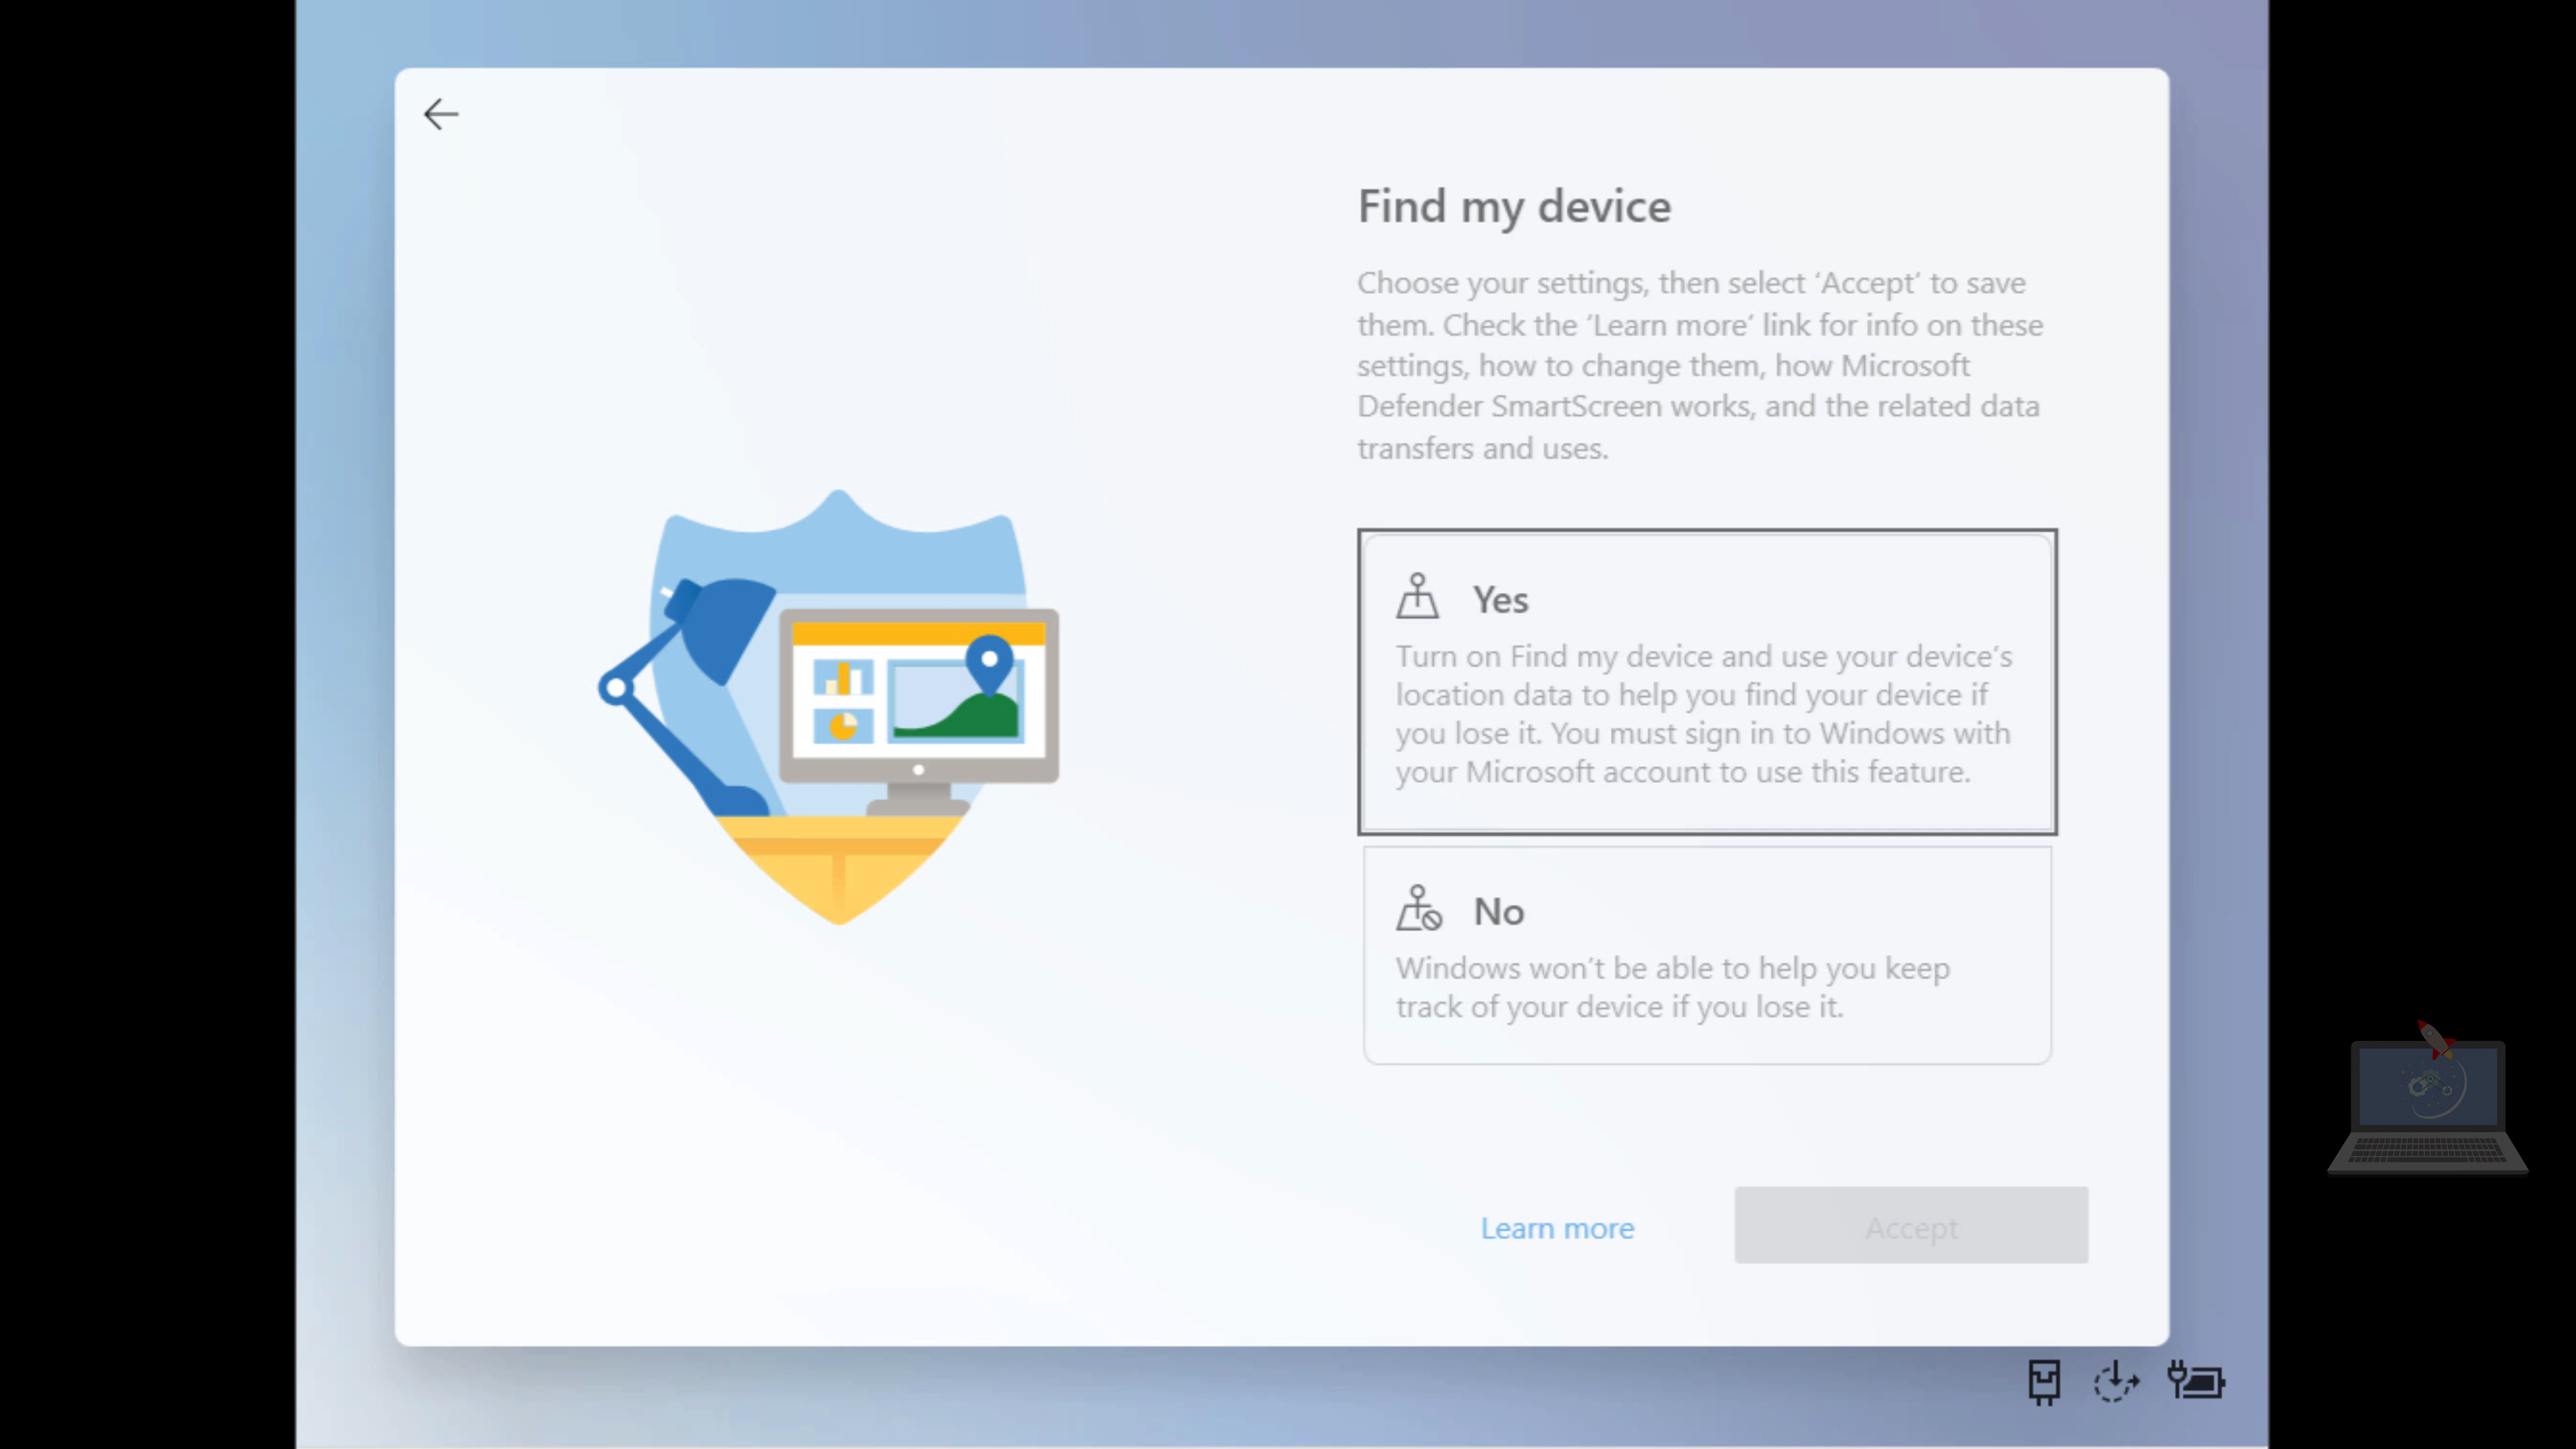 Find my device
Choose your settings, then select ‘Accept’ to save
them. Check the ‘Learn more’ link for info on these
settings, how to change them, how Microsoft
Defender SmartScreen works, and the related data
transfers and uses.
Yes
Turn on Find my device and use your device’s
location data to help you find your device if
you lose it. You must sign in to Windows with
your Microsoft account to use this feature.
No
Windows won’t be able to help you keep
track of your device if you lose it.
Learn more
Accept